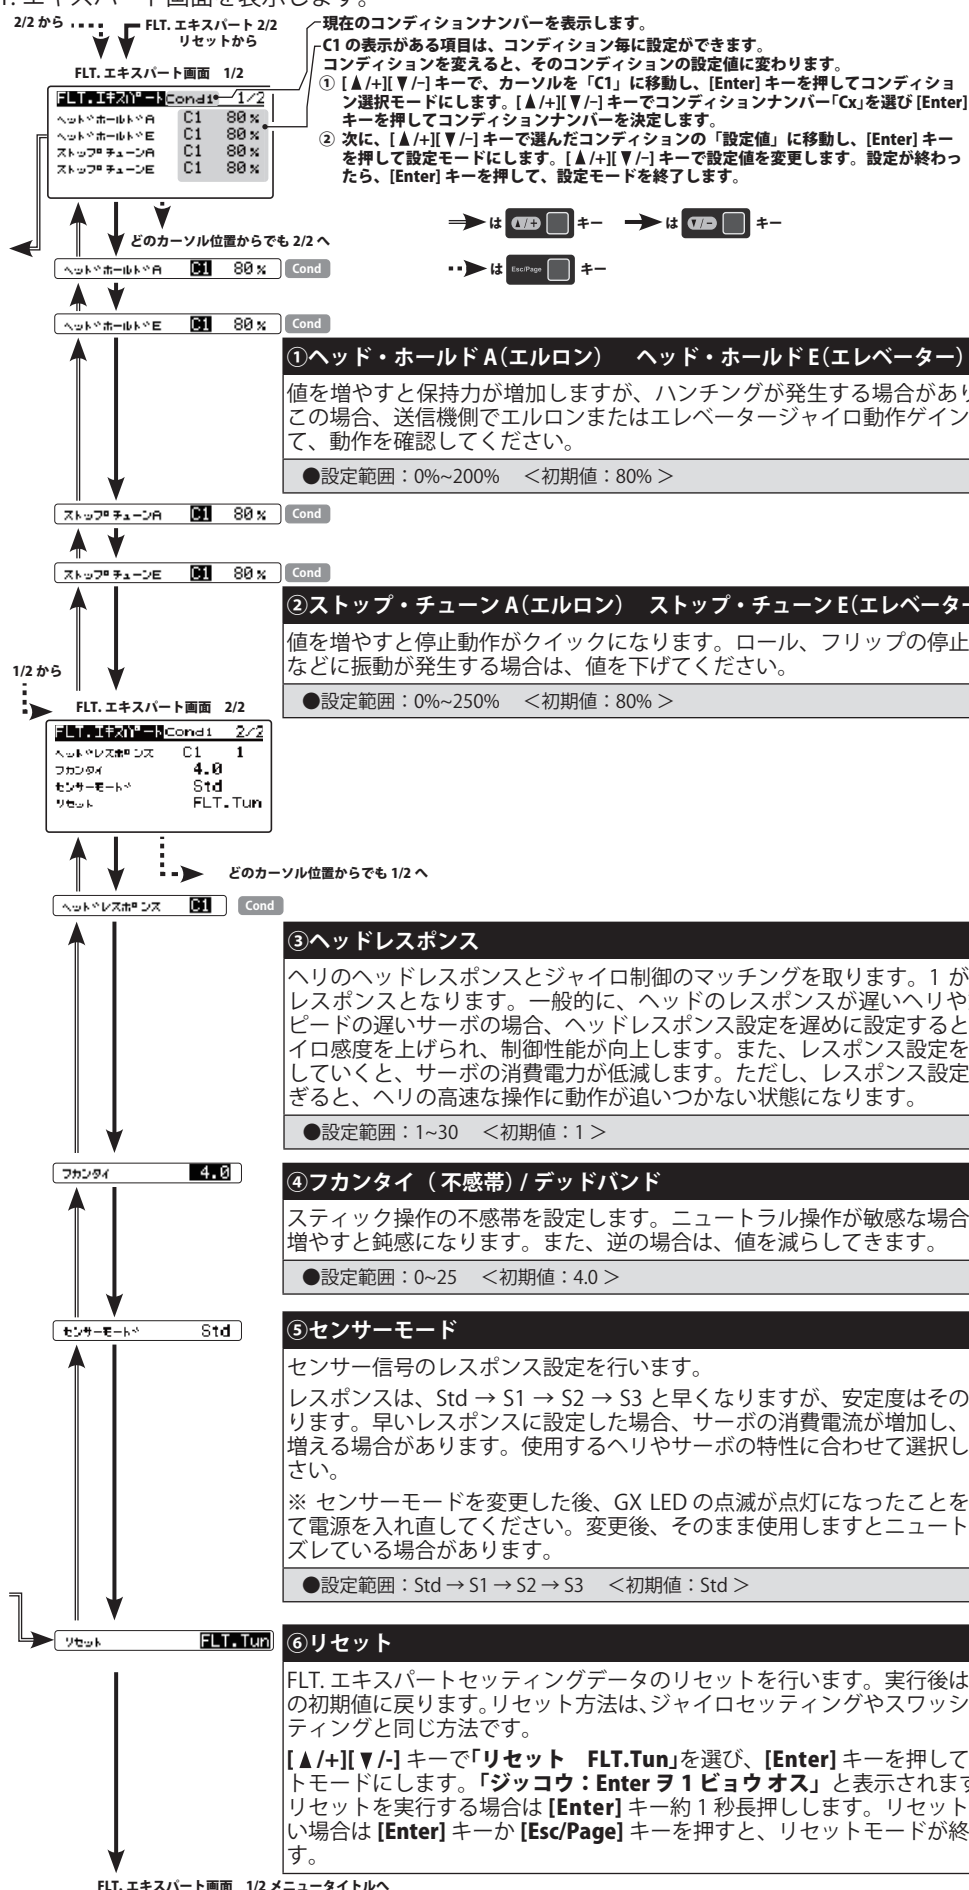 FLT. エキスパート画面を表示します。
2/2 から
FLT. エキスパート 2/2
リセットから
現在のコンディションナンバーを表示します。
C1 の表示がある項目は、コンディション毎に設定ができます。
コンディションを変えると、そのコンディションの設定値に変わります。
① [▲/+][▼/–] キーで、カーソルを「C1」に移動し、[Enter] キーを押してコンディショ
ン選択モードにします。[▲/+][▼/–] キーでコンディションナンバー「Cx」を選び [Enter]
キーを押してコンディションナンバーを決定します。
② 次に、[▲/+][▼/–] キーで選んだコンディションの「設定値」に移動し、[Enter] キー
を押して設定モードにします。[▲/+][▼/–] キーで設定値を変更します。設定が終わっ
たら、[Enter] キーを押して、設定モードを終了します。
FLT. エキスパート画面 1/2
FLT.エキスパート Cond1 1/2
ヘッドホールドA C1 80%
ヘッドホールドE C1 80%
ストップチューンA C1 80%
ストップチューンE C1 80%
は ▲/+ キー
は ▼/– キー
は Esc/Page キー
どのカーソル位置からでも 2/2 へ
ヘッドホールドA C1 80% Cond
ヘッドホールドE C1 80% Cond
①ヘッド・ホールド A(エルロン) ヘッド・ホールド E(エレベーター)
値を増やすと保持力が増加しますが、ハンチングが発生する場合があり
この場合、送信機側でエルロンまたはエレベータージャイロ動作ゲイン
て、動作を確認してください。
●設定範囲：0%~200% ＜初期値：80% ＞
ストップチューンA C1 80% Cond
ストップチューンE C1 80% Cond
②ストップ・チューン A(エルロン) ストップ・チューン E(エレベーター
値を増やすと停止動作がクイックになります。ロール、フリップの停止
などに振動が発生する場合は、値を下げてください。
●設定範囲：0%~250% ＜初期値：80% ＞
1/2 から
FLT. エキスパート画面 2/2
FLT.エキスパート Cond1 2/2
ヘッドレスポンス C1 1
フカンタイ 4.0
センサーモード Std
リセット FLT.Tun
どのカーソル位置からでも 1/2 へ
ヘッドレスポンス C1 Cond
③ヘッドレスポンス
ヘリのヘッドレスポンスとジャイロ制御のマッチングを取ります。1 が
レスポンスとなります。一般的に、ヘッドのレスポンスが遅いヘリや
ピードの遅いサーボの場合、ヘッドレスポンス設定を遅めに設定すると
イロ感度を上げられ、制御性能が向上します。また、レスポンス設定を
していくと、サーボの消費電力が低減します。ただし、レスポンス設定
ぎると、ヘリの高速な操作に動作が追いつかない状態になります。
●設定範囲：1~30 ＜初期値：1 ＞
フカンタイ 4.0
④フカンタイ（ 不感帯) / デッドバンド
スティック操作の不感帯を設定します。ニュートラル操作が敏感な場合
増やすと鈍感になります。また、逆の場合は、値を減らしてきます。
●設定範囲：0~25 ＜初期値：4.0 ＞
センサーモード Std
⑤センサーモード
センサー信号のレスポンス設定を行います。
レスポンスは、Std → S1 → S2 → S3 と早くなりますが、安定度はその
ります。早いレスポンスに設定した場合、サーボの消費電流が増加し、
増える場合があります。使用するヘリやサーボの特性に合わせて選択し
さい。
※ センサーモードを変更した後、GX LED の点滅が点灯になったことを
て電源を入れ直してください。変更後、そのまま使用しますとニュート
ズレている場合があります。
●設定範囲：Std → S1 → S2 → S3 ＜初期値：Std ＞
リセット FLT.Tun
⑥リセット
FLT. エキスパートセッティングデータのリセットを行います。実行後は
の初期値に戻ります。リセット方法は、ジャイロセッティングやスワッシ
ティングと同じ方法です。
[▲/+][▼/-] キーで「リセット FLT.Tun」を選び、[Enter] キーを押して
トモードにします。「ジッコウ：Enter ヲ 1 ビョウ オス」と表示されます
リセットを実行する場合は [Enter] キー約 1 秒長押しします。リセット
い場合は [Enter] キーか [Esc/Page] キーを押すと、リセットモードが終
す。
FLT. エキスパート画面 1/2 メニュータイトルへ